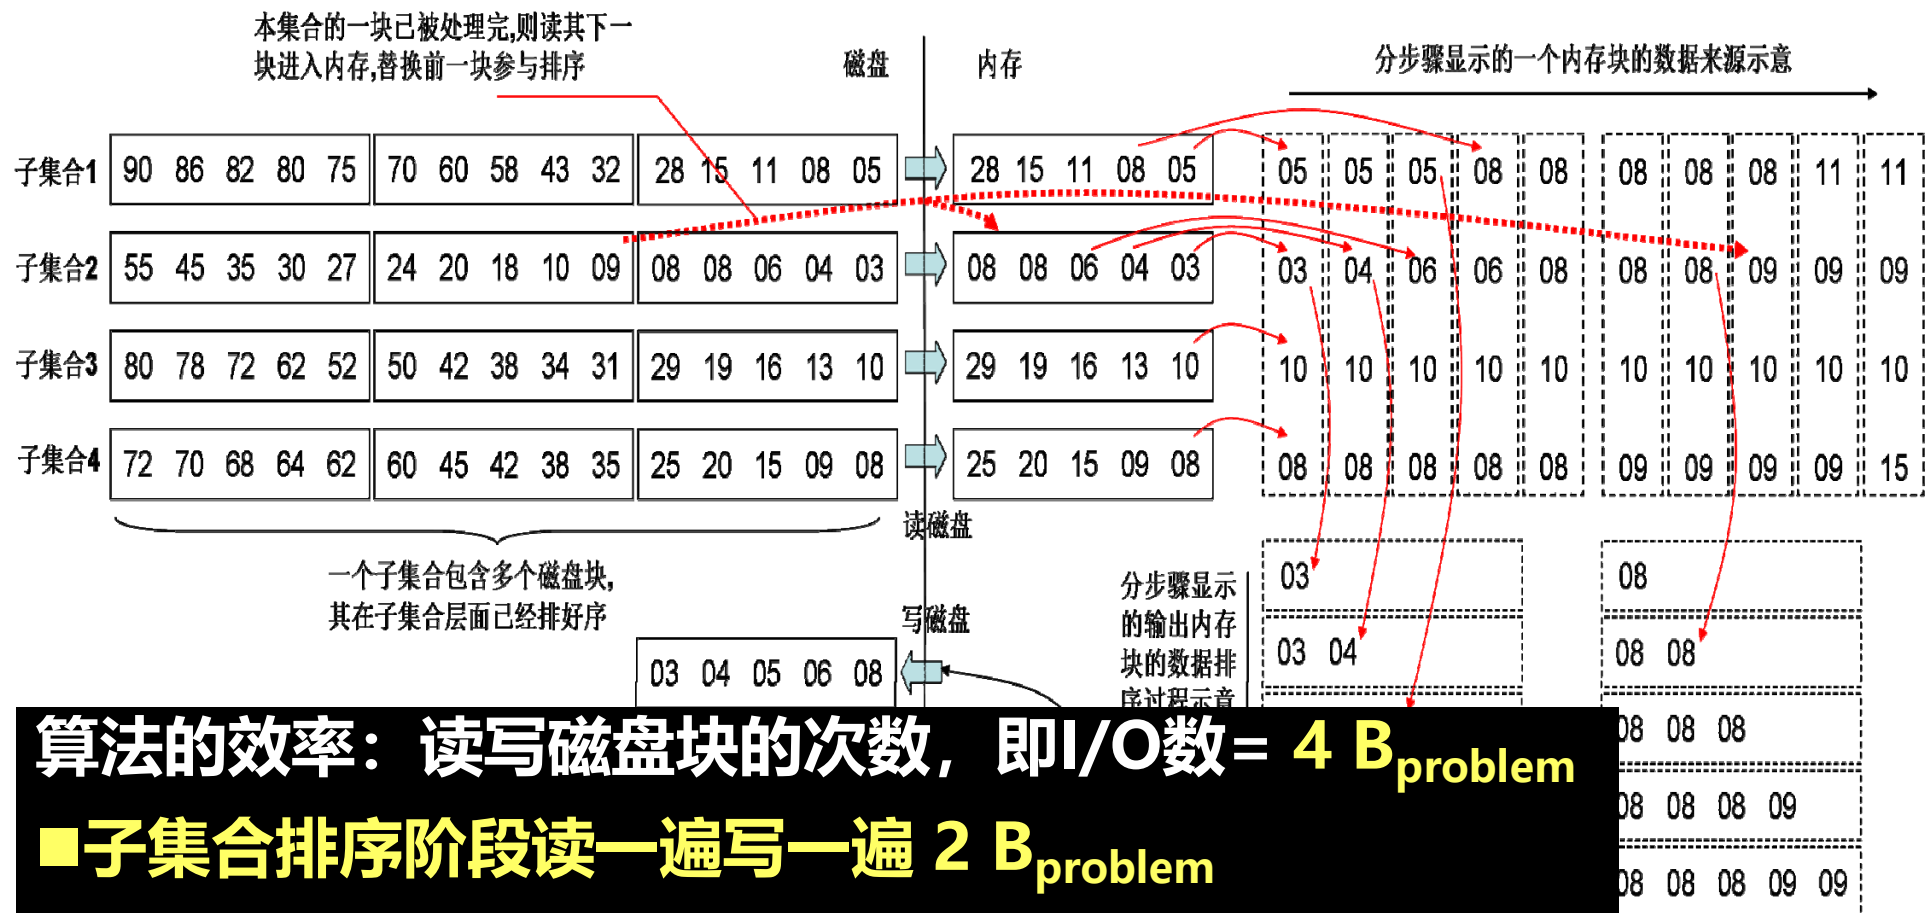 本集合的一块已被处理完,则读其下一
块进入内存,替换前一块参与排序
磁盘
内存
分步骤显示的一个内存块的数据来源示意
子集合1
90 86 82 80 75
70 60 58 43 32
28 15 11 08 05
28 15 11 08 05
05 05 05 08 08
08 08 08 11 11
子集合2
55 45 35 30 27
24 20 18 10 09
08 08 06 04 03
08 08 06 04 03
03 04 06 06 08
08 08 09 09 09
子集合3
80 78 72 62 52
50 42 38 34 31
29 19 16 13 10
29 19 16 13 10
10 10 10 10 10
10 10 10 10 10
子集合4
72 70 68 64 62
60 45 42 38 35
25 20 15 09 08
25 20 15 09 08
08 08 08 08 08
09 09 09 09 15
读磁盘
一个子集合包含多个磁盘块,
其在子集合层面已经排好序
写磁盘
03 04 05 06 08
分步骤显示
的输出内存
块的数据排
序过程示意
03
03 04
08
08 08
08 08 08
08 08 08 09
08 08 08 09 09
算法的效率：读写磁盘块的次数，即I/O数= 4 Bproblem
■子集合排序阶段读一遍写一遍 2 Bproblem